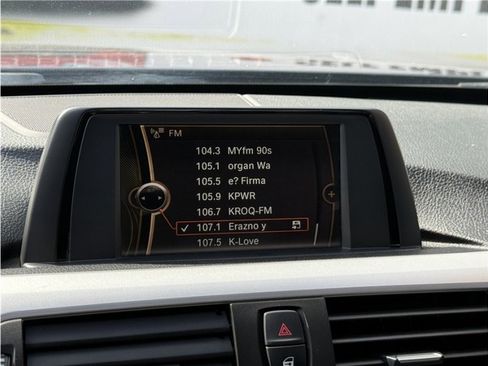 FM
104.3 MYfm 90s
105.1 organ Wa
105.5 e? Firma
105.9 KPWR
106.7 KROQ-FM
107.1 Erazno y
107.5 K-Love